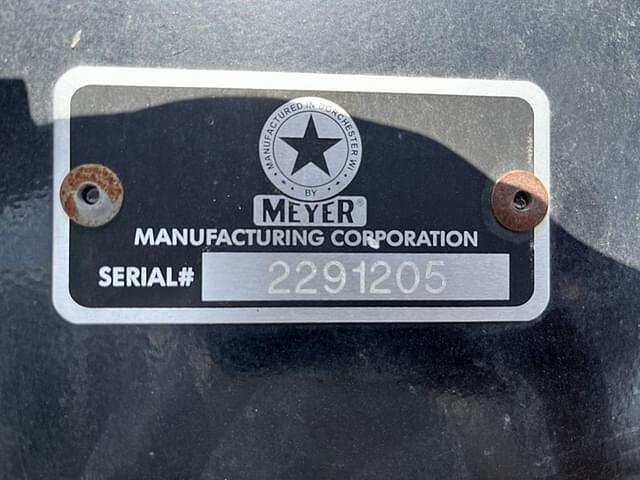 MANUFACTURED IN DORCHESTER WI.
BY
MEYER®
MANUFACTURING CORPORATION
SERIAL# 2291205